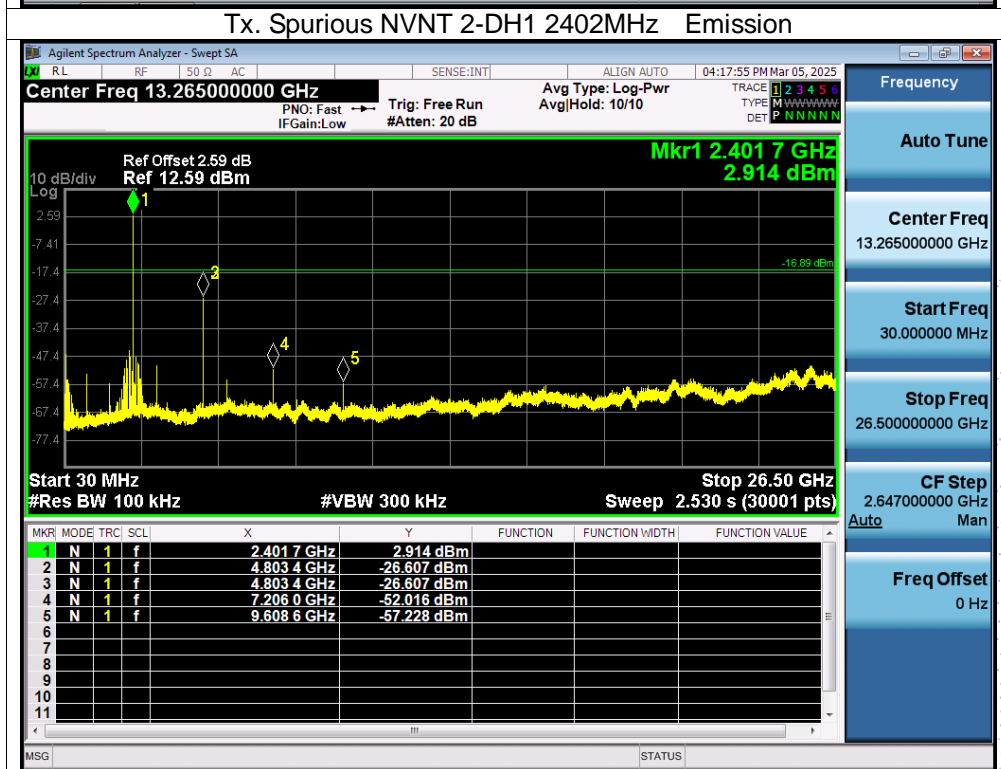 Tx. Spurious NVNT 2-DH1 2402MHz Emission
Agilent Spectrum Analyzer - Swept SA
LXI RL RF 50 Ω AC SENSE:INT ALIGN AUTO 04:17:55 PM Mar 05, 2025
Center Freq 13.265000000 GHz
PNO: Fast
IFGain:Low
Trig: Free Run
#Atten: 20 dB
Avg Type: Log-Pwr
Avg|Hold: 10/10
TRACE 1 2 3 4 5 6
TYPE M WWWWW
DET P N N N N N
Frequency
Auto Tune
Center Freq
13.265000000 GHz
Start Freq
30.000000 MHz
Stop Freq
26.500000000 GHz
CF Step
2.647000000 GHz
Auto Man
Freq Offset
0 Hz
Mkr1 2.401 7 GHz
2.914 dBm
Ref Offset 2.59 dB
10 dB/div Ref 12.59 dBm
Log
1
2.59
-7.41
-17.4
2
-16.89 dBm
-27.4
-37.4
4
-47.4
5
-57.4
-67.4
-77.4
Start 30 MHz Stop 26.50 GHz
#Res BW 100 kHz #VBW 300 kHz Sweep 2.530 s (30001 pts)
MKR MODE TRC SCL X Y FUNCTION FUNCTION WIDTH FUNCTION VALUE
1 N 1 f 2.401 7 GHz 2.914 dBm
2 N 1 f 4.803 4 GHz -26.607 dBm
3 N 1 f 4.803 4 GHz -26.607 dBm
4 N 1 f 7.206 0 GHz -52.016 dBm
5 N 1 f 9.608 6 GHz -57.228 dBm
6
7
8
9
10
11
MSG STATUS